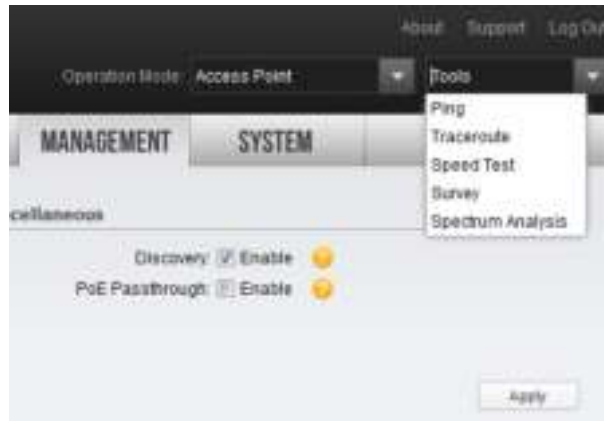 About Support Log Out
Operation Mode: Access Point Tools
Ping
Traceroute
Speed Test
Survey
Spectrum Analysis
MANAGEMENT SYSTEM
cellaneous
Discovery: Enable ?
PoE Passthrough: Enable ?
Apply